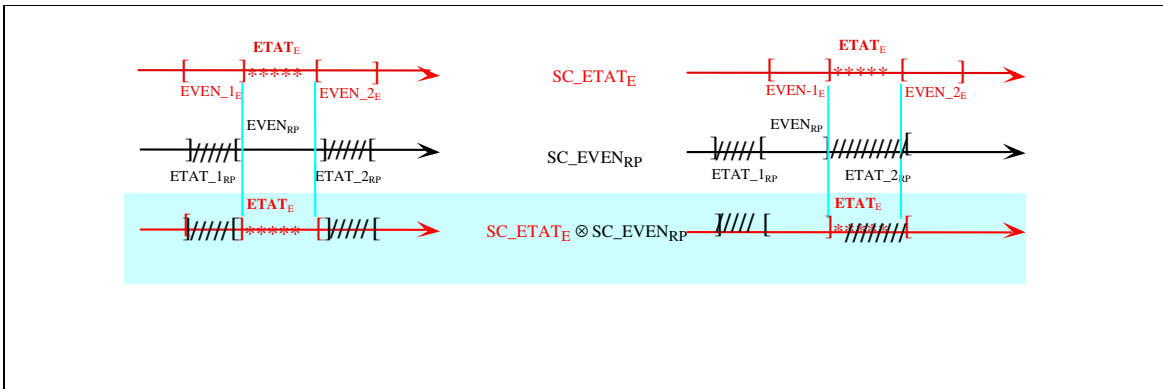 ETAT_E ETAT_E
SC_ETAT_E
EVEN_1_E EVEN_2_E EVEN-1_E EVEN_2_E
EVEN_RP EVEN_RP
SC_EVEN_RP
ETAT_1_RP ETAT_2_RP ETAT_1_RP ETAT_2_RP
ETAT_E ETAT_E
SC_ETAT_E ⊗ SC_EVEN_RP